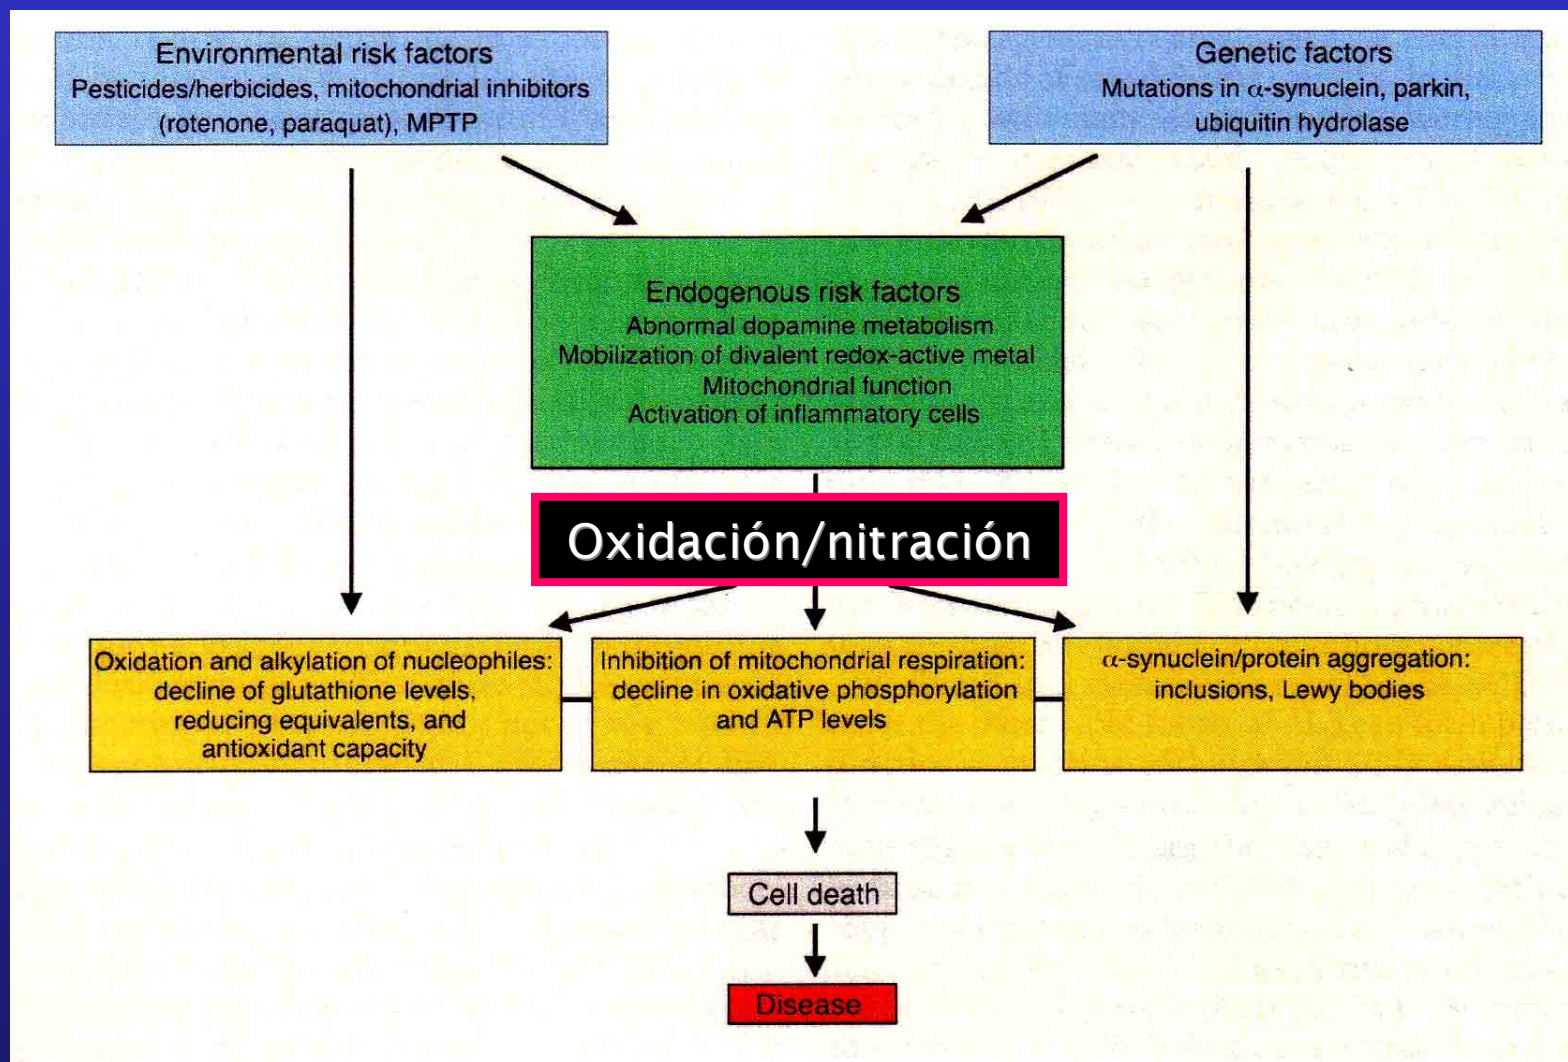 Environmental risk factors
Pesticides/herbicides, mitochondrial inhibitors
(rotenone, paraquat), MPTP
Genetic factors
Mutations in α-synuclein, parkin,
ubiquitin hydrolase
Endogenous risk factors
Abnormal dopamine metabolism
Mobilization of divalent redox-active metal
Mitochondrial function
Activation of inflammatory cells
Oxidación/nitración
Oxidation and alkylation of nucleophiles:
decline of glutathione levels,
reducing equivalents, and
antioxidant capacity
Inhibition of mitochondrial respiration:
decline in oxidative phosphorylation
and ATP levels
α-synuclein/protein aggregation:
inclusions, Lewy bodies
Cell death
Disease